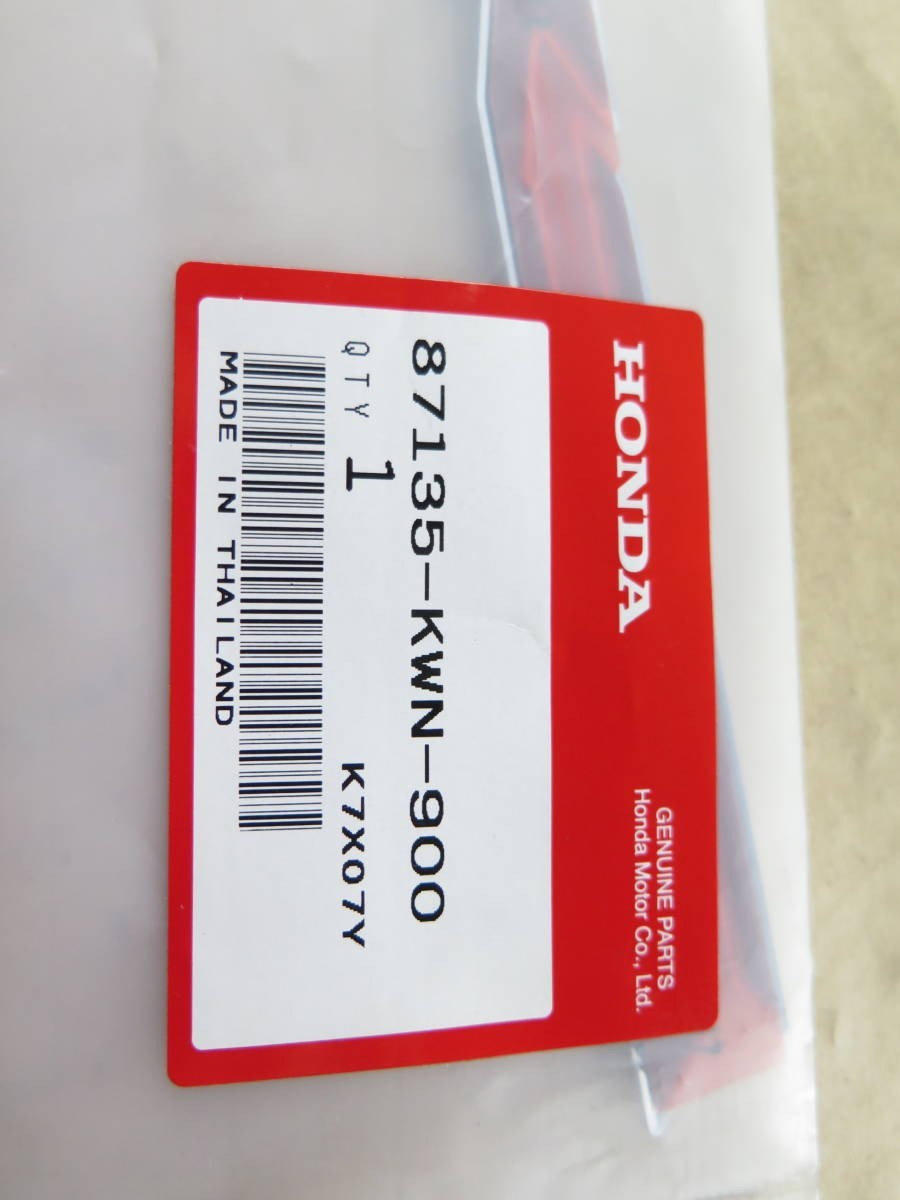 HONDA
GENUINE PARTS
Honda Motor Co., Ltd.
87135-KWN-900
QTY 1
K7X07Y
MADE IN THAILAND